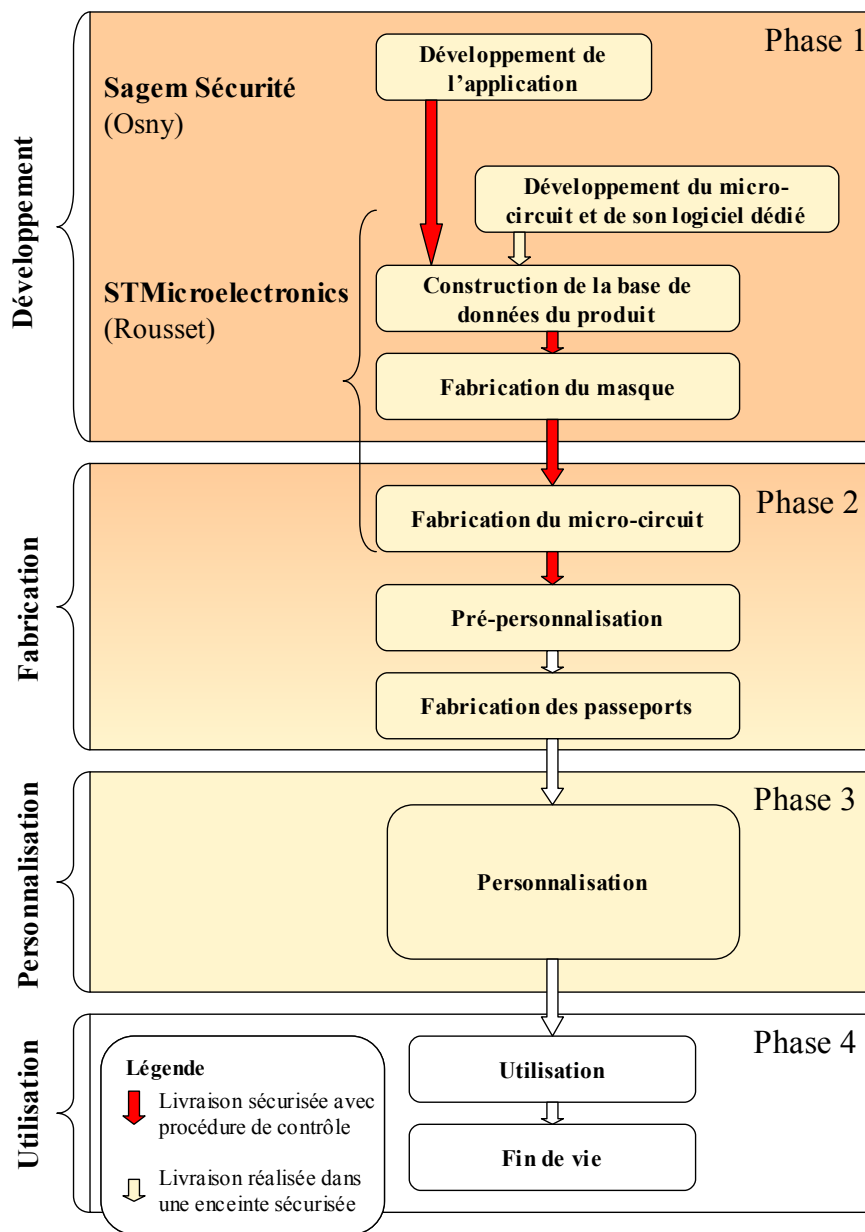 Phase 1
Développement de
l'application
Sagem Sécurité
(Osny)
Développement du micro-
circuit et de son logiciel dédié
Développement
STMicroelectronics
(Rousset)
Construction de la base de
données du produit
Fabrication du masque
Phase 2
Fabrication
Fabrication du micro-circuit
Pré-personnalisation
Fabrication des passeports
Phase 3
Personnalisation
Personnalisation
Phase 4
Utilisation
Utilisation
Fin de vie
Légende
Livraison sécurisée avec
procédure de contrôle
Livraison réalisée dans
une enceinte sécurisée